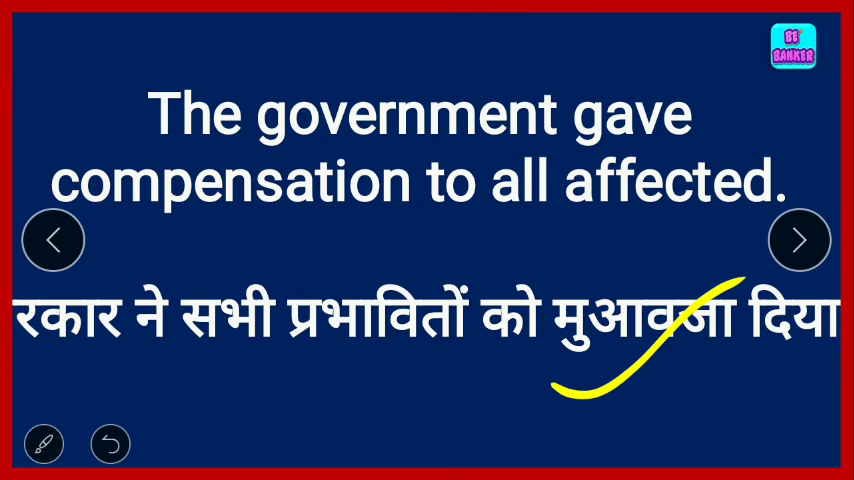 BE
BANKER
The government gave
compensation to all affected.
रकार ने सभी प्रभावितों को मुआवजा दिया